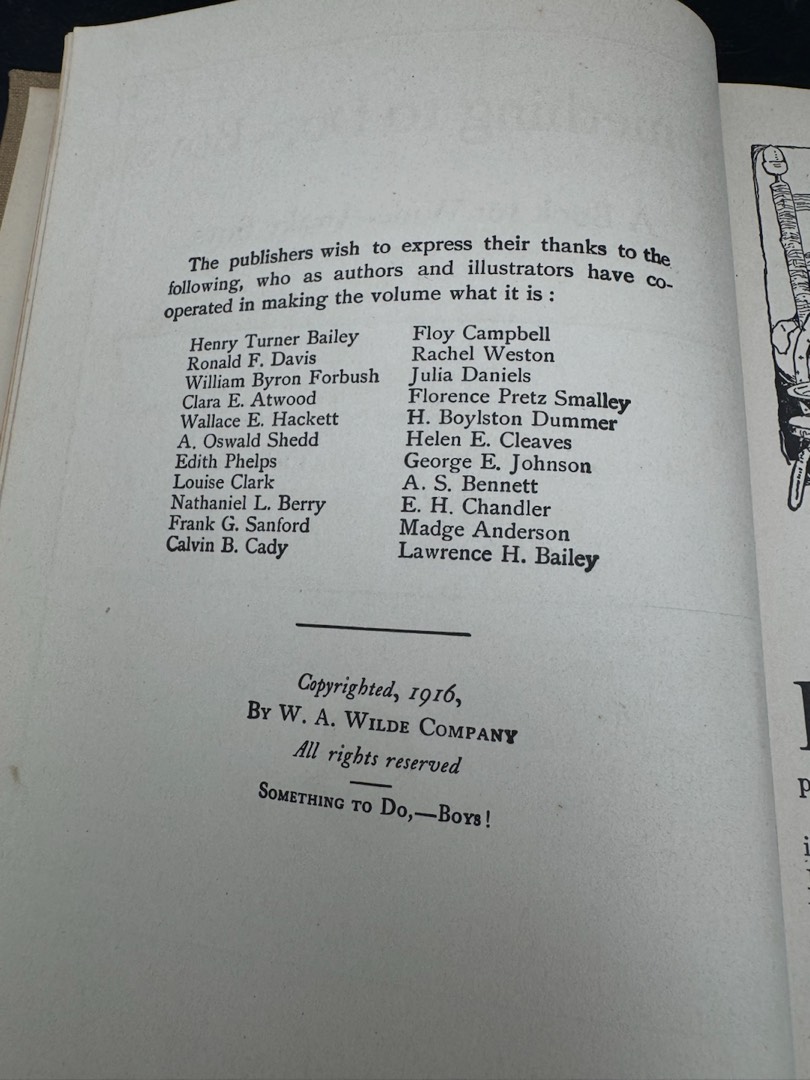 The publishers wish to express their thanks to the
following, who as authors and illustrators have co-
operated in making the volume what it is :
Henry Turner Bailey
Ronald F. Davis
William Byron Forbush
Clara E. Atwood
Wallace E. Hackett
A. Oswald Shedd
Edith Phelps
Louise Clark
Nathaniel L. Berry
Frank G. Sanford
Calvin B. Cady
Floy Campbell
Rachel Weston
Julia Daniels
Florence Pretz Smalley
H. Boylston Dummer
Helen E. Cleaves
George E. Johnson
A. S. Bennett
E. H. Chandler
Madge Anderson
Lawrence H. Bailey
Copyrighted, 1916,
BY W. A. WILDE COMPANY
All rights reserved
SOMETHING TO DO,—BOYS!